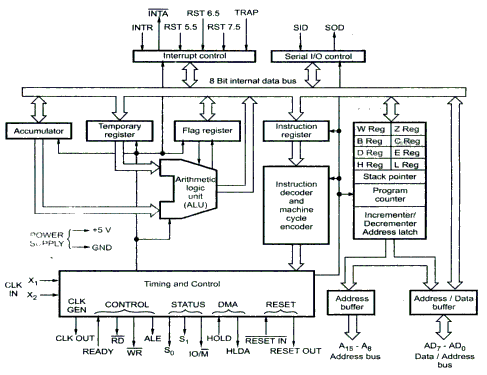 INTA RST 6.5 TRAP
INTR RST 5.5 RST 7.5
SID SOD
Interrupt control
Serial I/O control
8 Bit internal data bus
Accumulator
Temporary register
Flag register
Instruction register
W Reg Z Reg
B Reg C Reg
D Reg E Reg
H Reg L Reg
Stack pointer
Program counter
Incrementer/ Decrementer Address latch
Arithmetic logic unit (ALU)
Instruction decoder and machine cycle encoder
POWER SUPPLY
+5 V
GND
CLK IN
X1
X2
Timing and Control
CLK GEN
CONTROL
STATUS
DMA
RESET
CLK OUT
READY
RD
WR
ALE
S0
S1
IO/M
HOLD
HLDA
RESET IN
RESET OUT
Address buffer
Address / Data buffer
A15 - A8
Address bus
AD7 - AD0
Data / Address bus